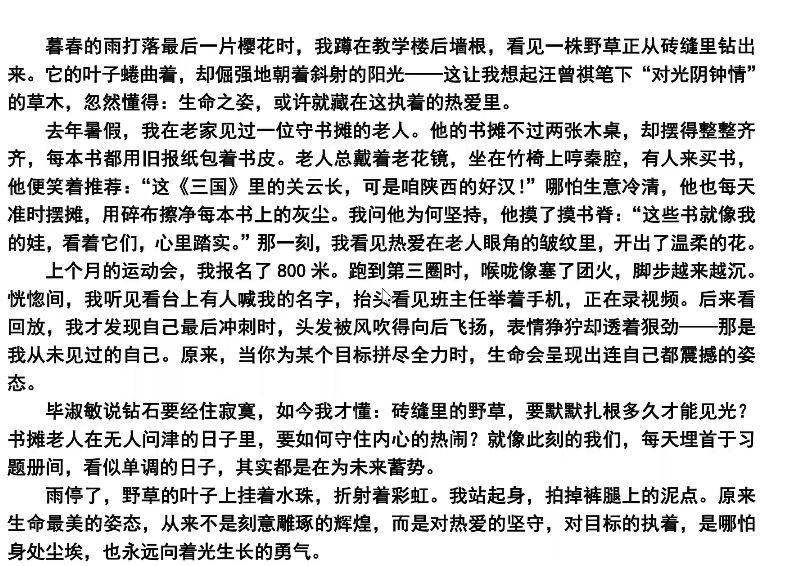 暮春的雨打落最后一片樱花时，我蹲在教学楼后墙根，看见一株野草正从砖缝里钻出
来。它的叶子蜷曲着，却倔强地朝着斜射的阳光——这让我想起汪曾祺笔下“对光阴钟情”
的草木，忽然懂得：生命之姿，或许就藏在这执着的热爱里。
去年暑假，我在老家见过一位守书摊的老人。他的书摊不过两张木桌，却摆得整整齐
齐，每本书都用旧报纸包着书皮。老人总戴着老花镜，坐在竹椅上哼秦腔，有人来买书，
他便笑着推荐：“这《三国》里的关云长，可是咱陕西的好汉！”哪怕生意冷清，他也每天
准时摆摊，用碎布擦净每本书上的灰尘。我问他为何坚持，他摸了摸书脊：“这些书就像我
的娃，看着它们，心里踏实。”那一刻，我看见热爱在老人眼角的皱纹里，开出了温柔的花。
上个月的运动会，我报名了 800 米。跑到第三圈时，喉咙像塞了团火，脚步越来越沉。
恍惚间，我听见看台上有人喊我的名字，抬头看见班主任举着手机，正在录视频。后来看
回放，我才发现自己最后冲刺时，头发被风吹得向后飞扬，表情狰狞却透着狠劲——那是
我从未见过的自己。原来，当你为某个目标拼尽全力时，生命会呈现出连自己都震撼的姿
态。
毕淑敏说钻石要经住寂寞，如今我才懂：砖缝里的野草，要默默扎根多久才能见光？
书摊老人在无人问津的日子里，要如何守住内心的热闹？就像此刻的我们，每天埋首于习
题册间，看似单调的日子，其实都是在为未来蓄势。
雨停了，野草的叶子上挂着水珠，折射着彩虹。我站起身，拍掉裤腿上的泥点。原来
生命最美的姿态，从来不是刻意雕琢的辉煌，而是对热爱的坚守，对目标的执着，是哪怕
身处尘埃，也永远向着光生长的勇气。